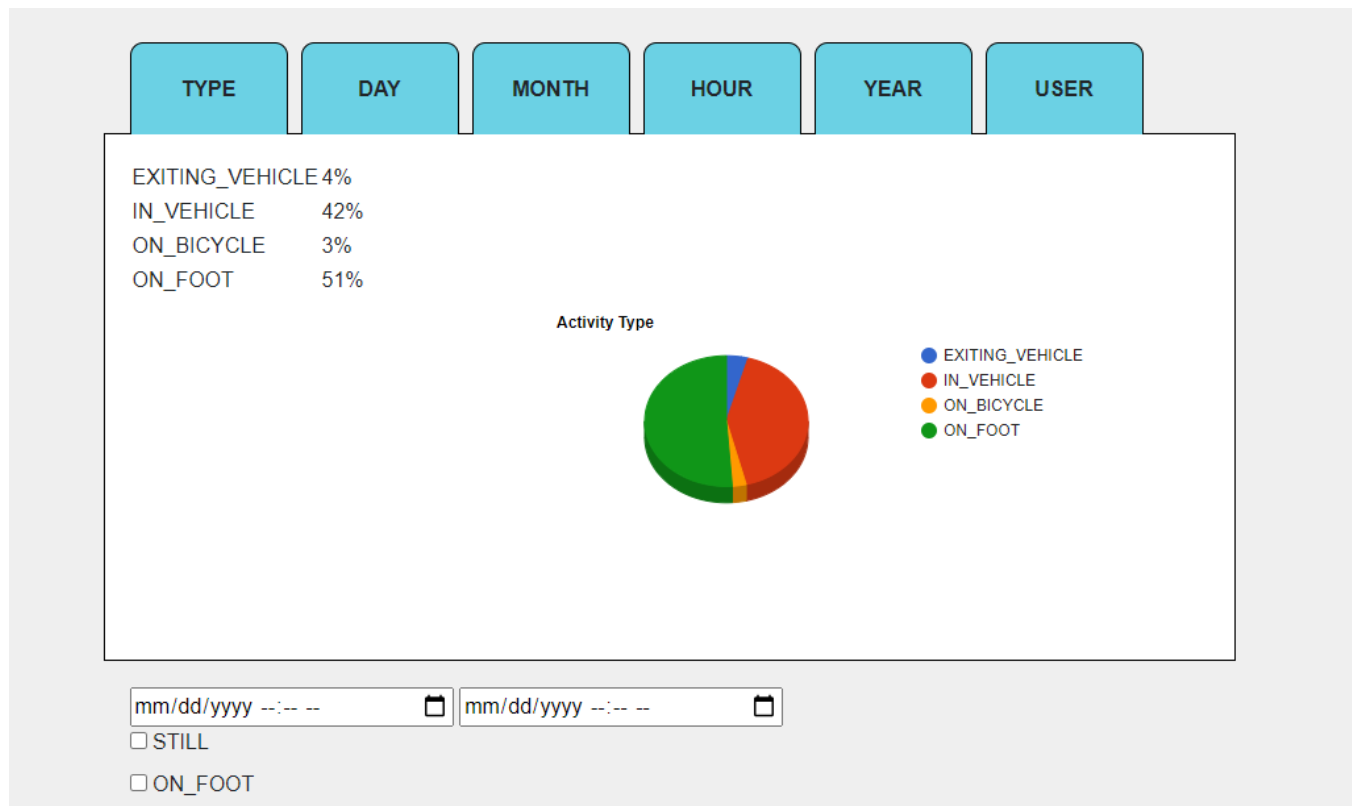 TYPE DAY MONTH HOUR YEAR USER
EXITING_VEHICLE 4%
IN_VEHICLE 42%
ON_BICYCLE 3%
ON_FOOT 51%
Activity Type
EXITING_VEHICLE
IN_VEHICLE
ON_BICYCLE
ON_FOOT
mm/dd/yyyy --:-- -- mm/dd/yyyy --:-- --
STILL
ON_FOOT